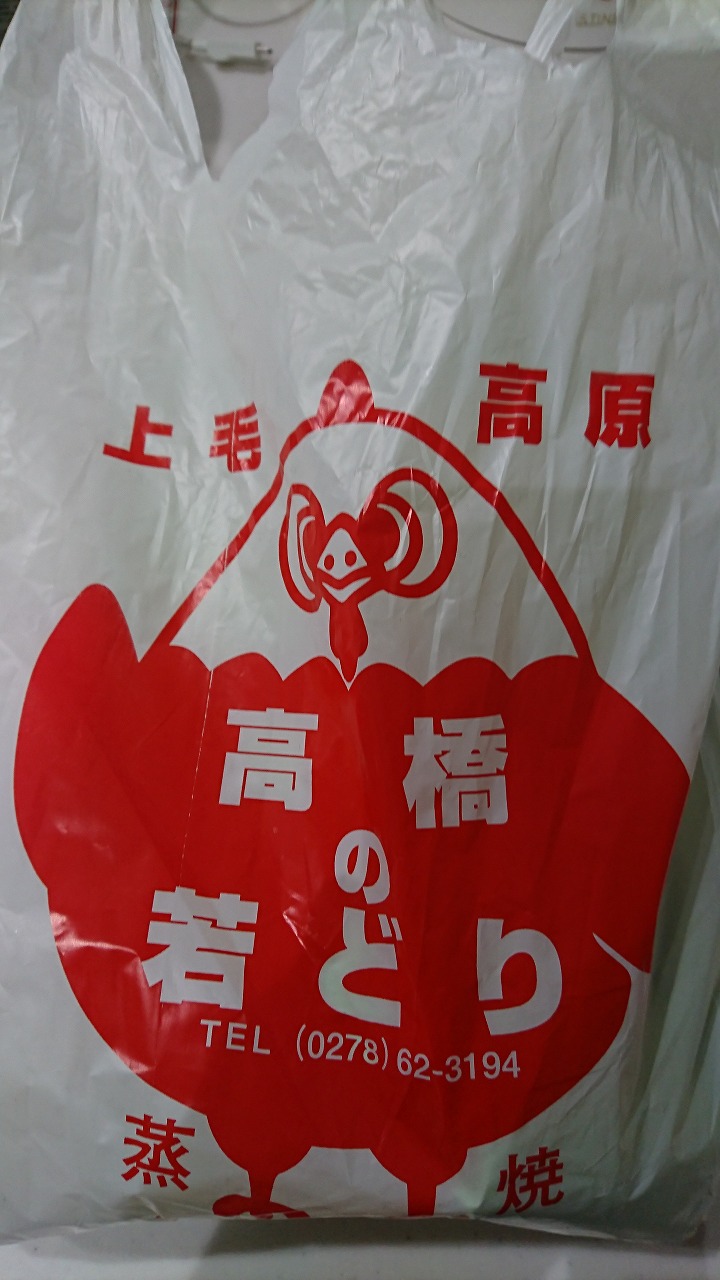 上毛 高原
高橋
の
若どり
TEL (0278)62-3194
蒸 焼